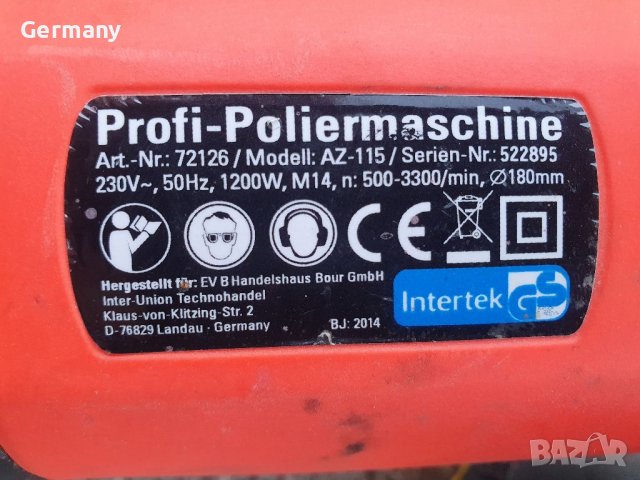 Germany
Profi-Poliermaschine
Art.-Nr.: 72126 / Modell: AZ-115 / Serien-Nr.: 522895
230V~, 50Hz, 1200W, M14, n: 500-3300/min, Ø180mm
CE
Hergestellt für: EV B Handelshaus Bour GmbH
Inter-Union Technohandel
Klaus-von-Klitzing-Str. 2
D-76829 Landau · Germany
BJ: 2014
Intertek GS
BAZAR